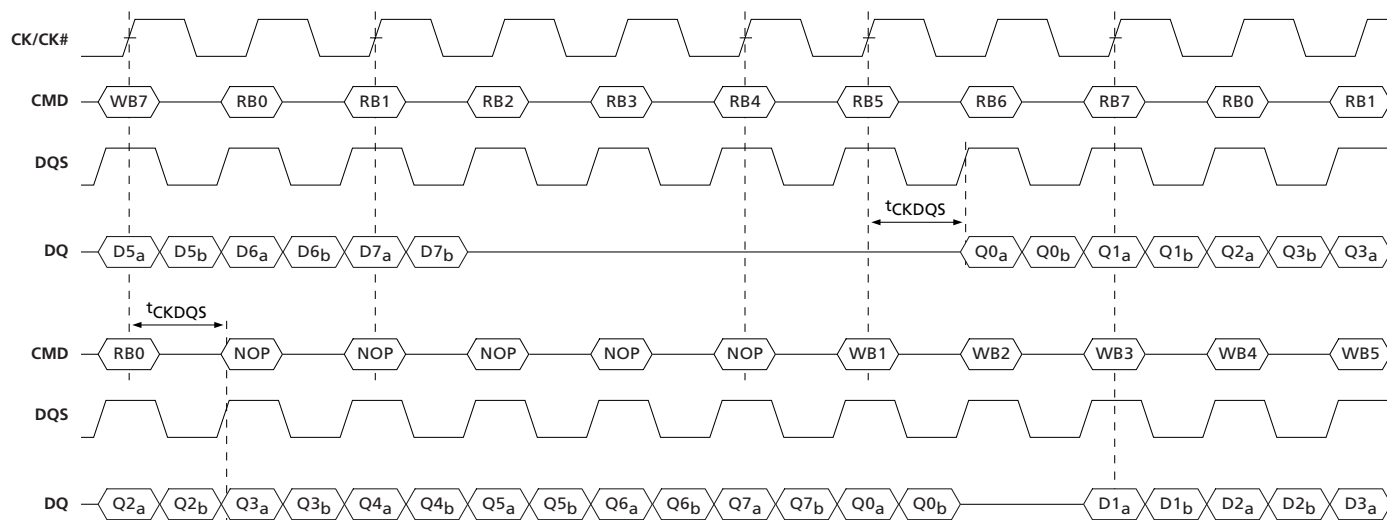 CK/CK#
CMD WB7 RB0 RB1 RB2 RB3 RB4 RB5 RB6 RB7 RB0 RB1
DQS
tCKDQS
DQ D5a D5b D6a D6b D7a D7b Q0a Q0b Q1a Q1b Q2a Q3b Q3a
tCKDQS
CMD RB0 NOP NOP NOP NOP NOP WB1 WB2 WB3 WB4 WB5
DQS
DQ Q2a Q2b Q3a Q3b Q4a Q4b Q5a Q5b Q6a Q6b Q7a Q7b Q0a Q0b D1a D1b D2a D2b D3a